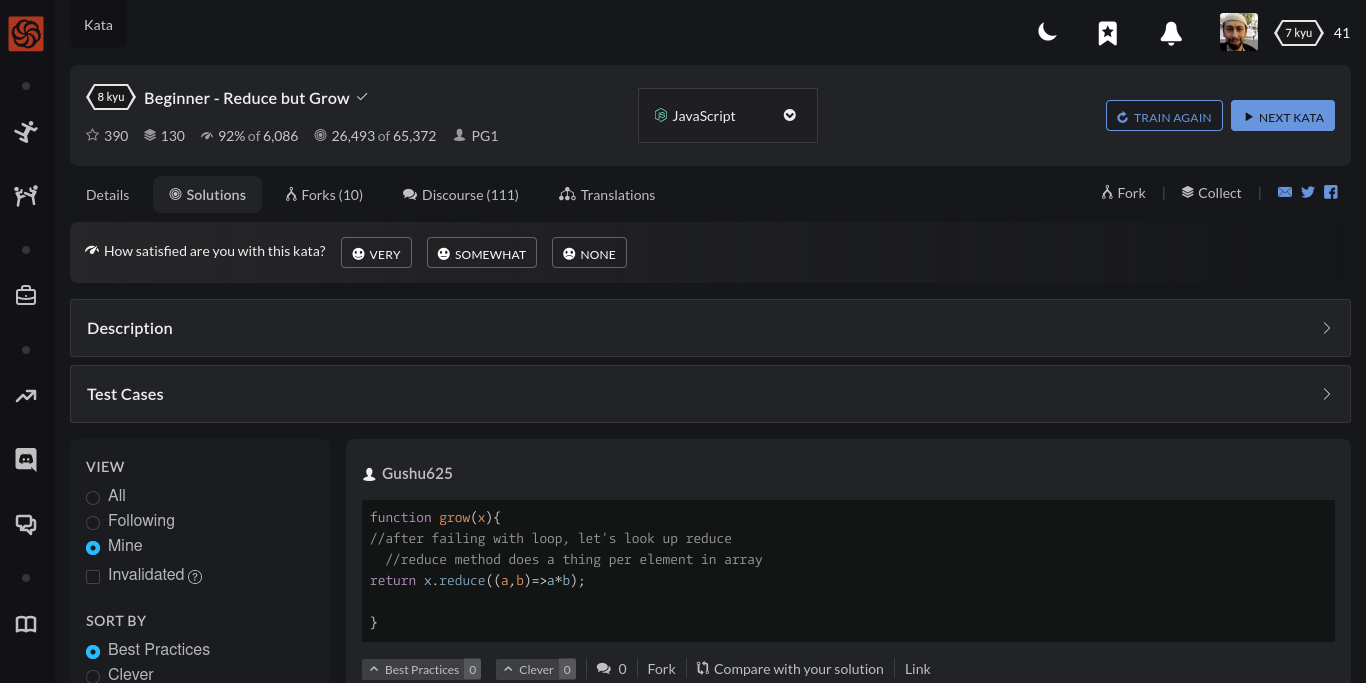 Kata
7 kyu 41
8 kyu Beginner - Reduce but Grow
390 130 92% of 6,086 26,493 of 65,372 PG1
JavaScript
TRAIN AGAIN NEXT KATA
Details Solutions Forks (10) Discourse (111) Translations
Fork Collect
How satisfied are you with this kata? VERY SOMEWHAT NONE
Description
Test Cases
VIEW
All
Following
Mine
Invalidated ?
SORT BY
Best Practices
Clever
Gushu625
function grow(x){
//after failing with loop, let's look up reduce
//reduce method does a thing per element in array
return x.reduce((a,b)=>a*b);
}
Best Practices 0 Clever 0 0 Fork Compare with your solution Link